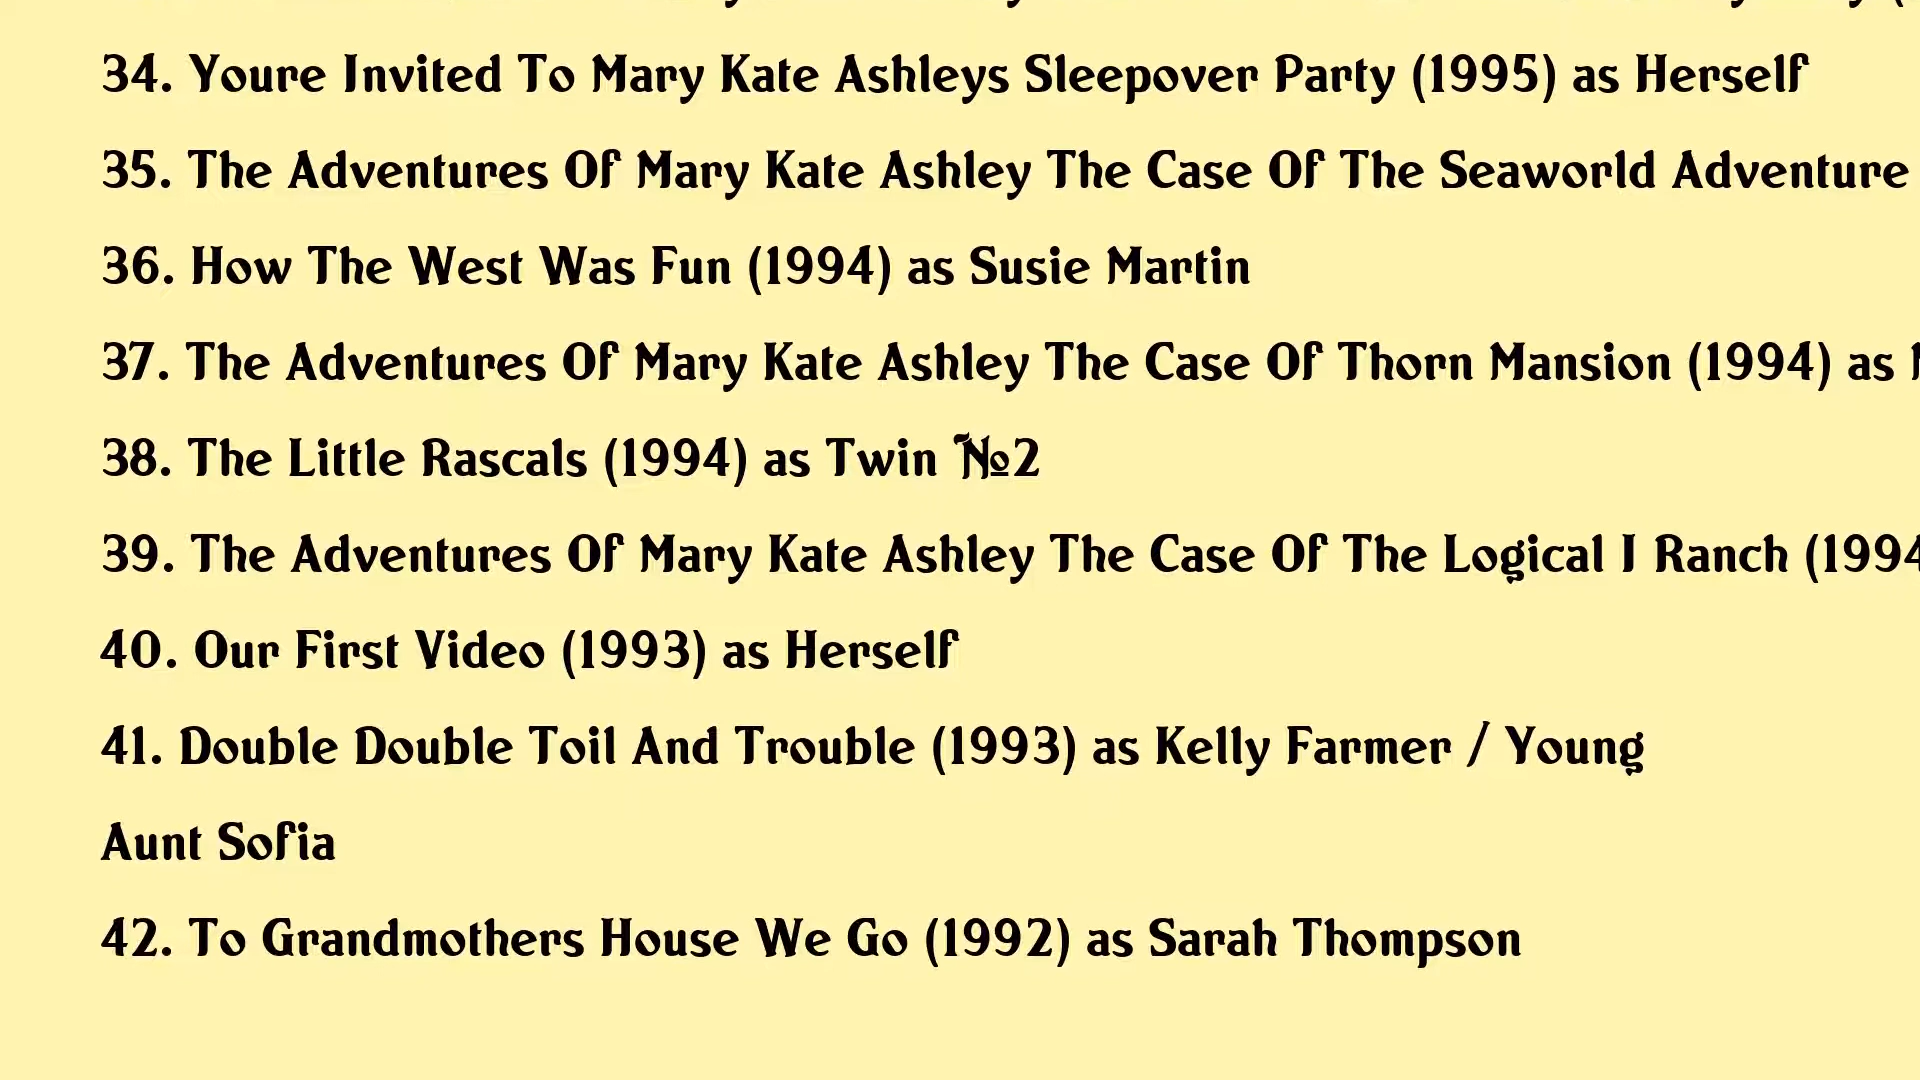 34. Youre Invited To Mary Kate Ashleys Sleepover Party (1995) as Herself
35. The Adventures Of Mary Kate Ashley The Case Of The Seaworld Adventure
36. How The West Was Fun (1994) as Susie Martin
37. The Adventures Of Mary Kate Ashley The Case Of Thorn Mansion (1994) as
38. The Little Rascals (1994) as Twin №2
39. The Adventures Of Mary Kate Ashley The Case Of The Logical I Ranch (1994
40. Our First Video (1993) as Herself
41. Double Double Toil And Trouble (1993) as Kelly Farmer / Young
Aunt Sofia
42. To Grandmothers House We Go (1992) as Sarah Thompson